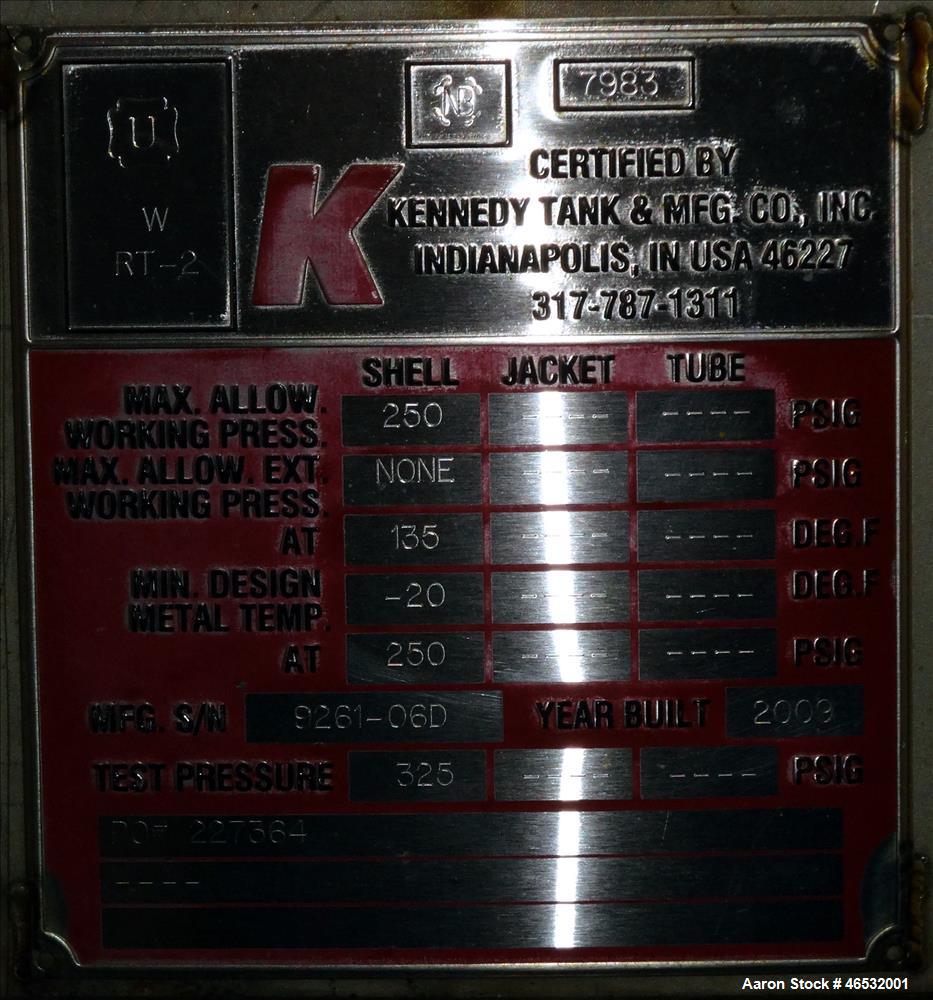 U
W
RT-2
NB
7983
K
CERTIFIED BY
KENNEDY TANK & MFG. CO., INC
INDIANAPOLIS, IN USA 46227
317-787-1311
SHELL JACKET TUBE
MAX. ALLOW. WORKING PRESS. 250 ---- ---- PSIG
MAX. ALLOW. EXT. WORKING PRESS. NONE ---- ---- PSIG
AT 135 ---- ---- DEG.F
MIN. DESIGN METAL TEMP. -20 ---- ---- DEG.F
AT 250 ---- ---- PSIG
MFG. S/N 9261-06D YEAR BUILT 2009
TEST PRESSURE 325 ---- ---- PSIG
PO# 227364
----
Aaron Stock # 46532001